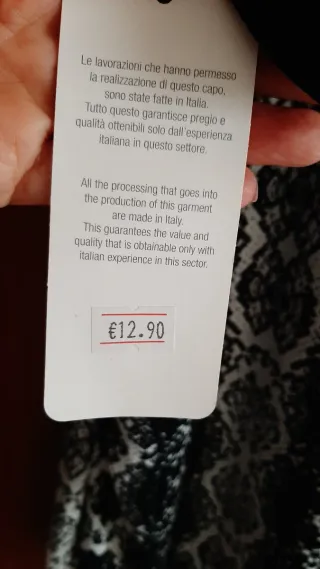 Le lavorazioni che hanno permesso
la realizzazione di questo capo,
sono state fatte in Italia.
Tutto questo garantisce pregio e
qualità ottenibili solo dall'esperienza
italiana in questo settore.
All the processing that goes into
the production of this garment
are made in Italy.
This guarantees the value and
quality that is obtainable only with
italian experience in this sector.
€12.90